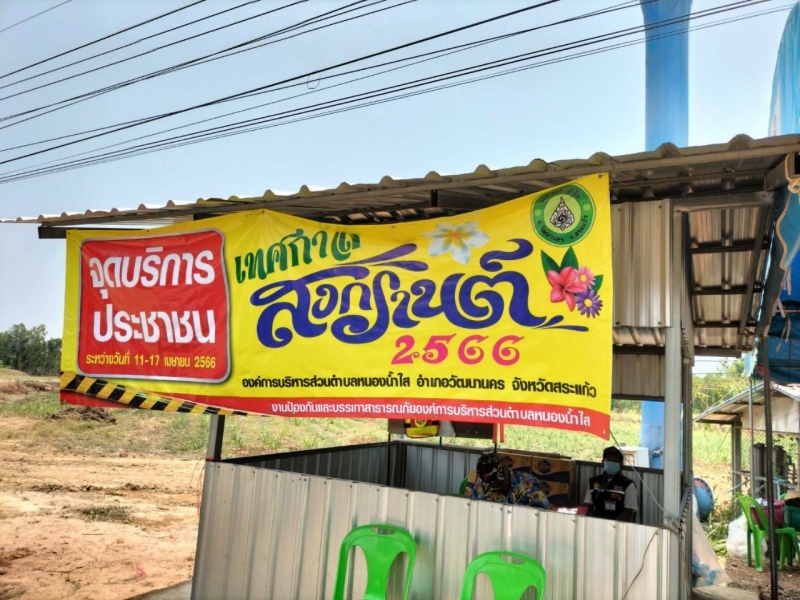 จุดบริการ
ประชาชน
ระหว่างวันที่ 11-17 เมษายน 2566
เทศกาล
สงกรานต์
2566
องค์การบริหารส่วนตำบลหนองน้ำใส อำเภอวัฒนานคร จังหวัดสระแก้ว
งานป้องกันและบรรเทาสาธารณภัยองค์การบริหารส่วนตำบลหนองน้ำใส